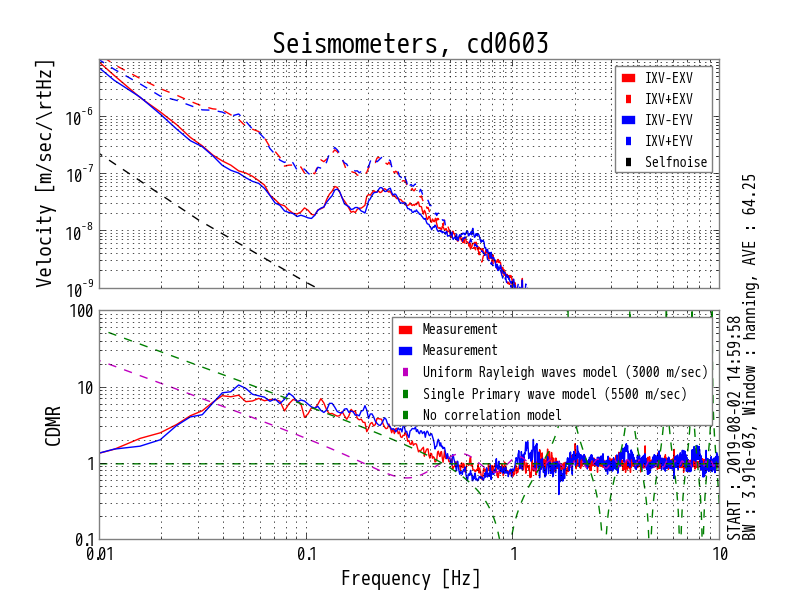 Seismometers, cd0603
Velocity [m/sec/\rtHz]
10^-6
10^-7
10^-8
10^-9
IXV-EXV
IXV+EXV
IXV-EYV
IXV+EYV
Selfnoise
CDMR
100
10
1
0.1
Measurement
Measurement
Uniform Rayleigh waves model (3000 m/sec)
Single Primary wave model (5500 m/sec)
No correlation model
0.01
0.1
1
10
Frequency [Hz]
START : 2019-08-02 14:59:58
BW : 3.91e-03, Window : hanning, AVE : 64.25